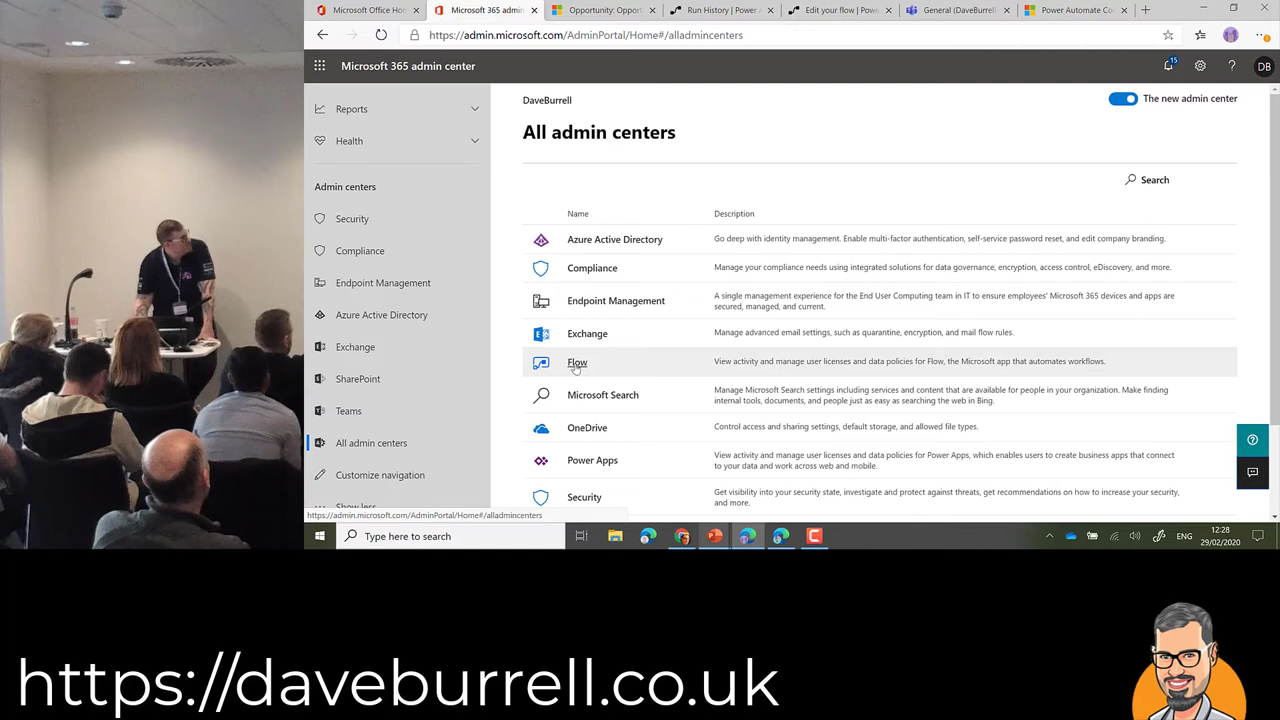 Microsoft Office Ho
Microsoft 365 admin
Opportunity: Opport
Run History | Power A
Edit your flow | Powe
General (DaveBurrell
Power Automate Co
https://admin.microsoft.com/AdminPortal/Home#/alladmincenters
Microsoft 365 admin center
15
?
DB
Reports
Health
Admin centers
Security
Compliance
Endpoint Management
Azure Active Directory
Exchange
SharePoint
Teams
All admin centers
Customize navigation
Show less
DaveBurrell
The new admin center
All admin centers
Search
Name Description
Azure Active Directory Go deep with identity management. Enable multi-factor authentication, self-service password reset, and edit company branding.
Compliance Manage your compliance needs using integrated solutions for data governance, encryption, access control, eDiscovery, and more.
Endpoint Management A single management experience for the End User Computing team in IT to ensure employees' Microsoft 365 devices and apps are
secured, managed, and current.
Exchange Manage advanced email settings, such as quarantine, encryption, and mail flow rules.
Flow View activity and manage user licenses and data policies for Flow, the Microsoft app that automates workflows.
Microsoft Search Manage Microsoft Search settings including services and content that are available for people in your organization. Make finding
internal tools, documents, and people just as easy as searching the web in Bing.
OneDrive Control access and sharing settings, default storage, and allowed file types.
Power Apps View activity and manage user licenses and data policies for Power Apps, which enables users to create business apps that connect
to your data and work across web and mobile.
Security Get visibility into your security state, investigate and protect against threats, get recommendations on how to increase your security,
and more.
https://admin.microsoft.com/AdminPortal/Home#/alladmincenters
Type here to search
ENG
12:28
29/02/2020
https://daveburrell.co.uk